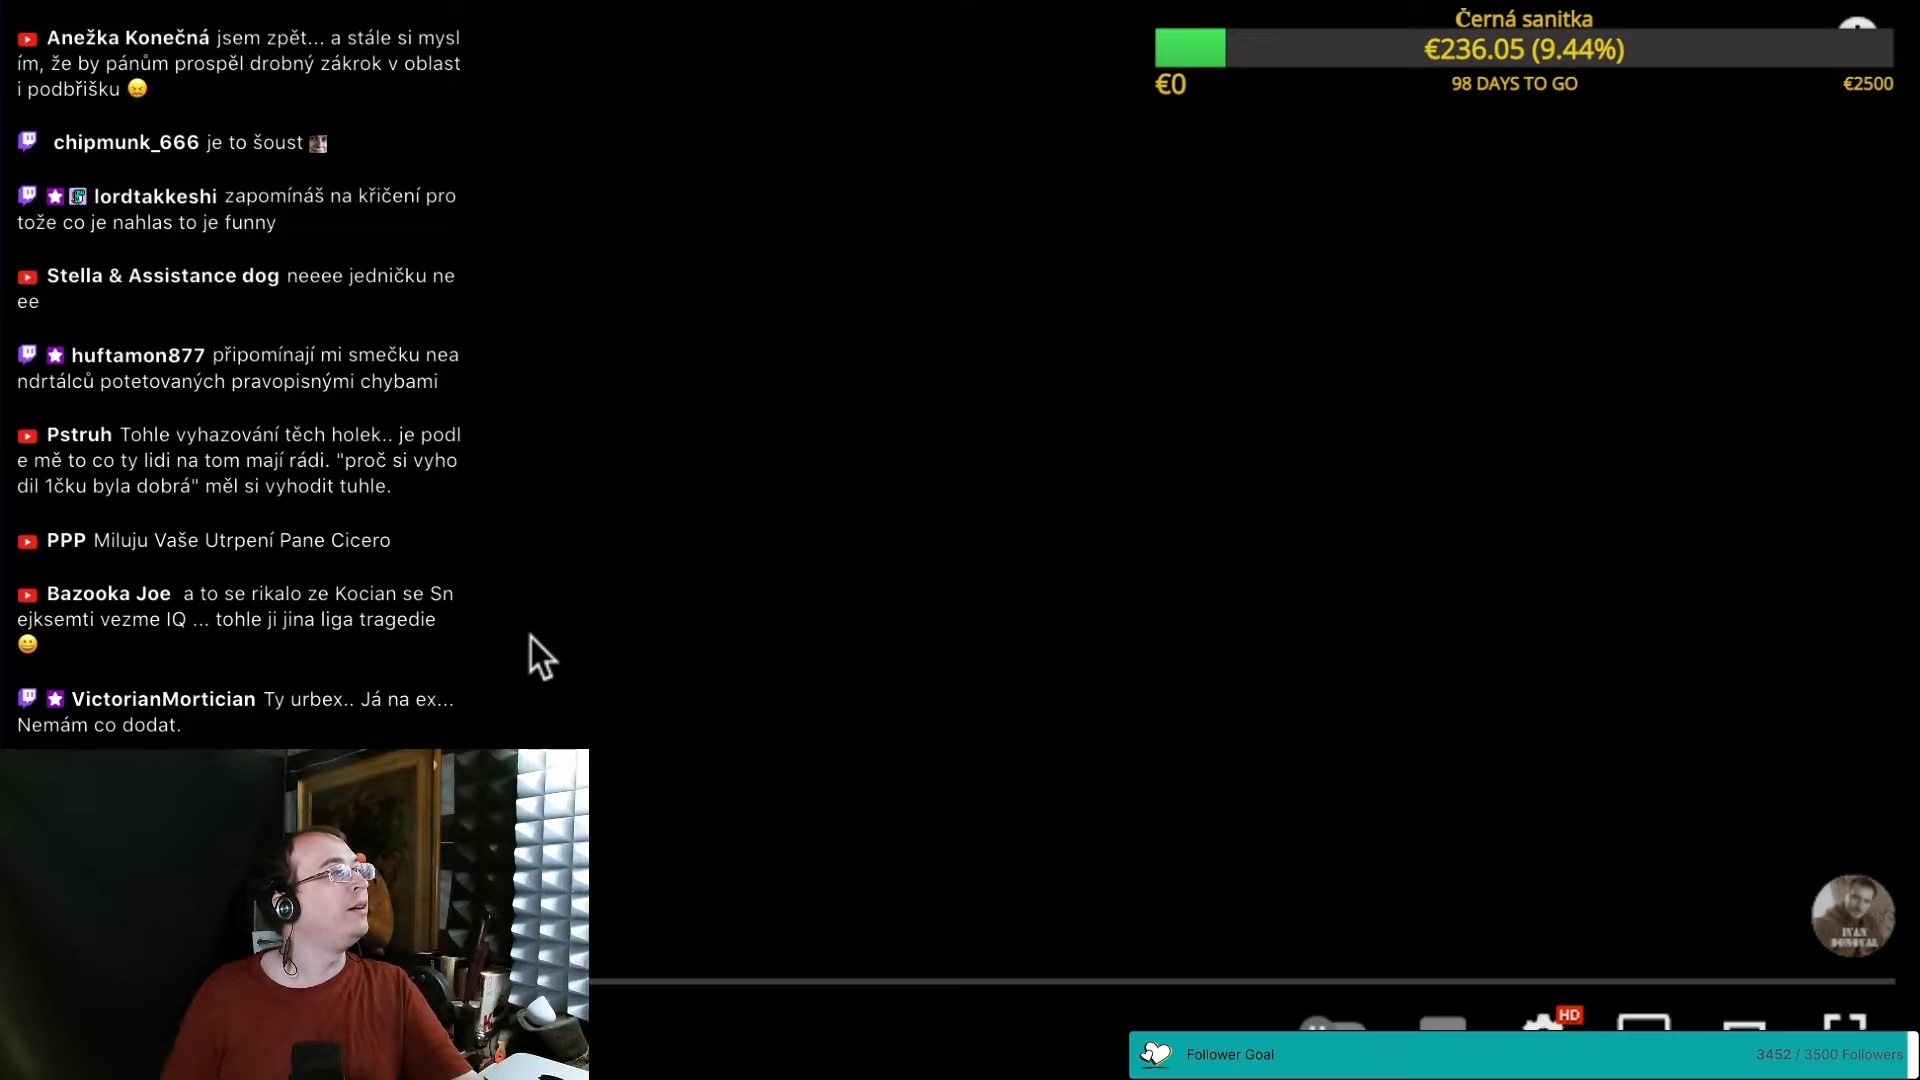 Anežka Konečná jsem zpět... a stále si mysl
ím, že by pánům prospěl drobný zákrok v oblast
i podbřišku 😖
chipmunk_666 je to šoust
lordtakkeshi zapomínáš na křičení pro
tože co je nahlas to je funny
Stella & Assistance dog neeee jedničku ne
ee
huftamon877 připomínají mi smečku nea
ndrtálců potetovaných pravopisnými chybami
Pstruh Tohle vyhazování těch holek.. je podl
e mě to co ty lidi na tom mají rádi. "proč si vyho
dil 1čku byla dobrá" měl si vyhodit tuhle.
PPP Miluju Vaše Utrpení Pane Cicero
Bazooka Joe a to se rikalo ze Kocian se Sn
ejksemti vezme IQ ... tohle ji jina liga tragedie
😀
VictorianMortician Ty urbex.. Já na ex...
Nemám co dodat.
Černá sanitka
€236.05 (9.44%)
€0
98 DAYS TO GO
€2500
IVAN
DONOVAL
HD
Follower Goal
3452 / 3500 Followers